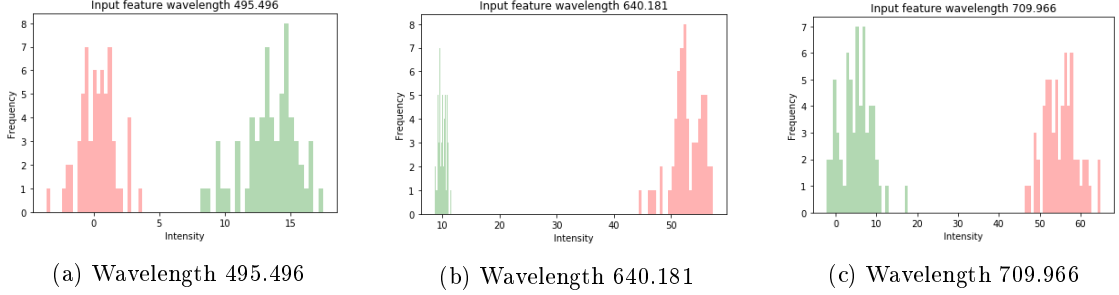 Input feature wavelength 495.496
8
7
6
5
4
3
2
1
0
Frequency
0 5 10 15
Intensity
(a) Wavelength 495.496
Input feature wavelength 640.181
8
7
6
5
4
3
2
1
0
Frequency
10 20 30 40 50
Intensity
(b) Wavelength 640.181
Input feature wavelength 709.966
7
6
5
4
3
2
1
0
Frequency
0 10 20 30 40 50 60
Intensity
(c) Wavelength 709.966